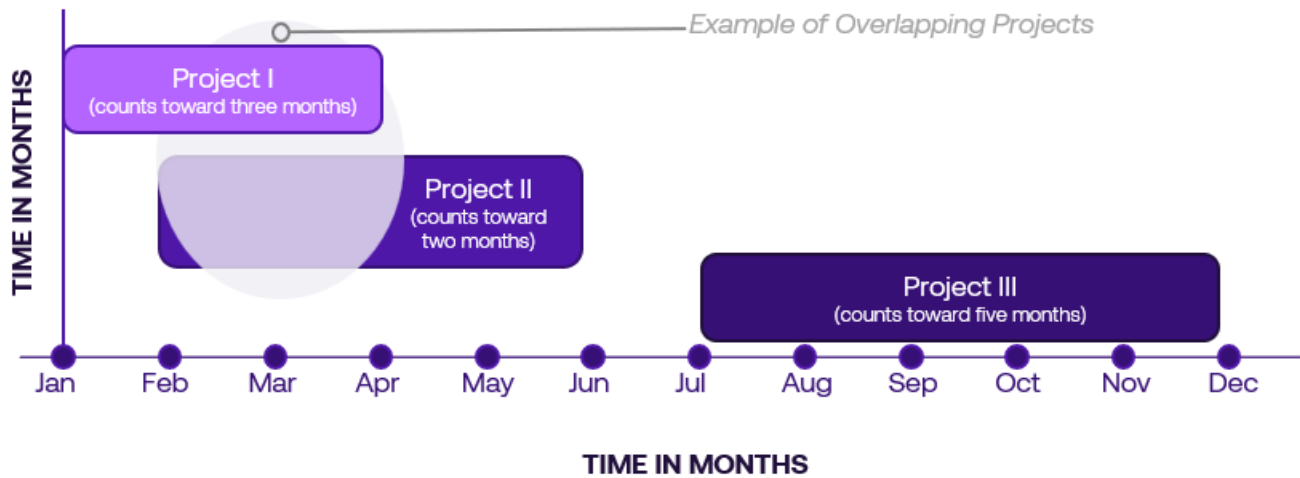 Example of Overlapping Projects
Project I
(counts toward three months)
TIME IN MONTHS
Project II
(counts toward
two months)
Project III
(counts toward five months)
Jan Feb Mar Apr May Jun Jul Aug Sep Oct Nov Dec
TIME IN MONTHS